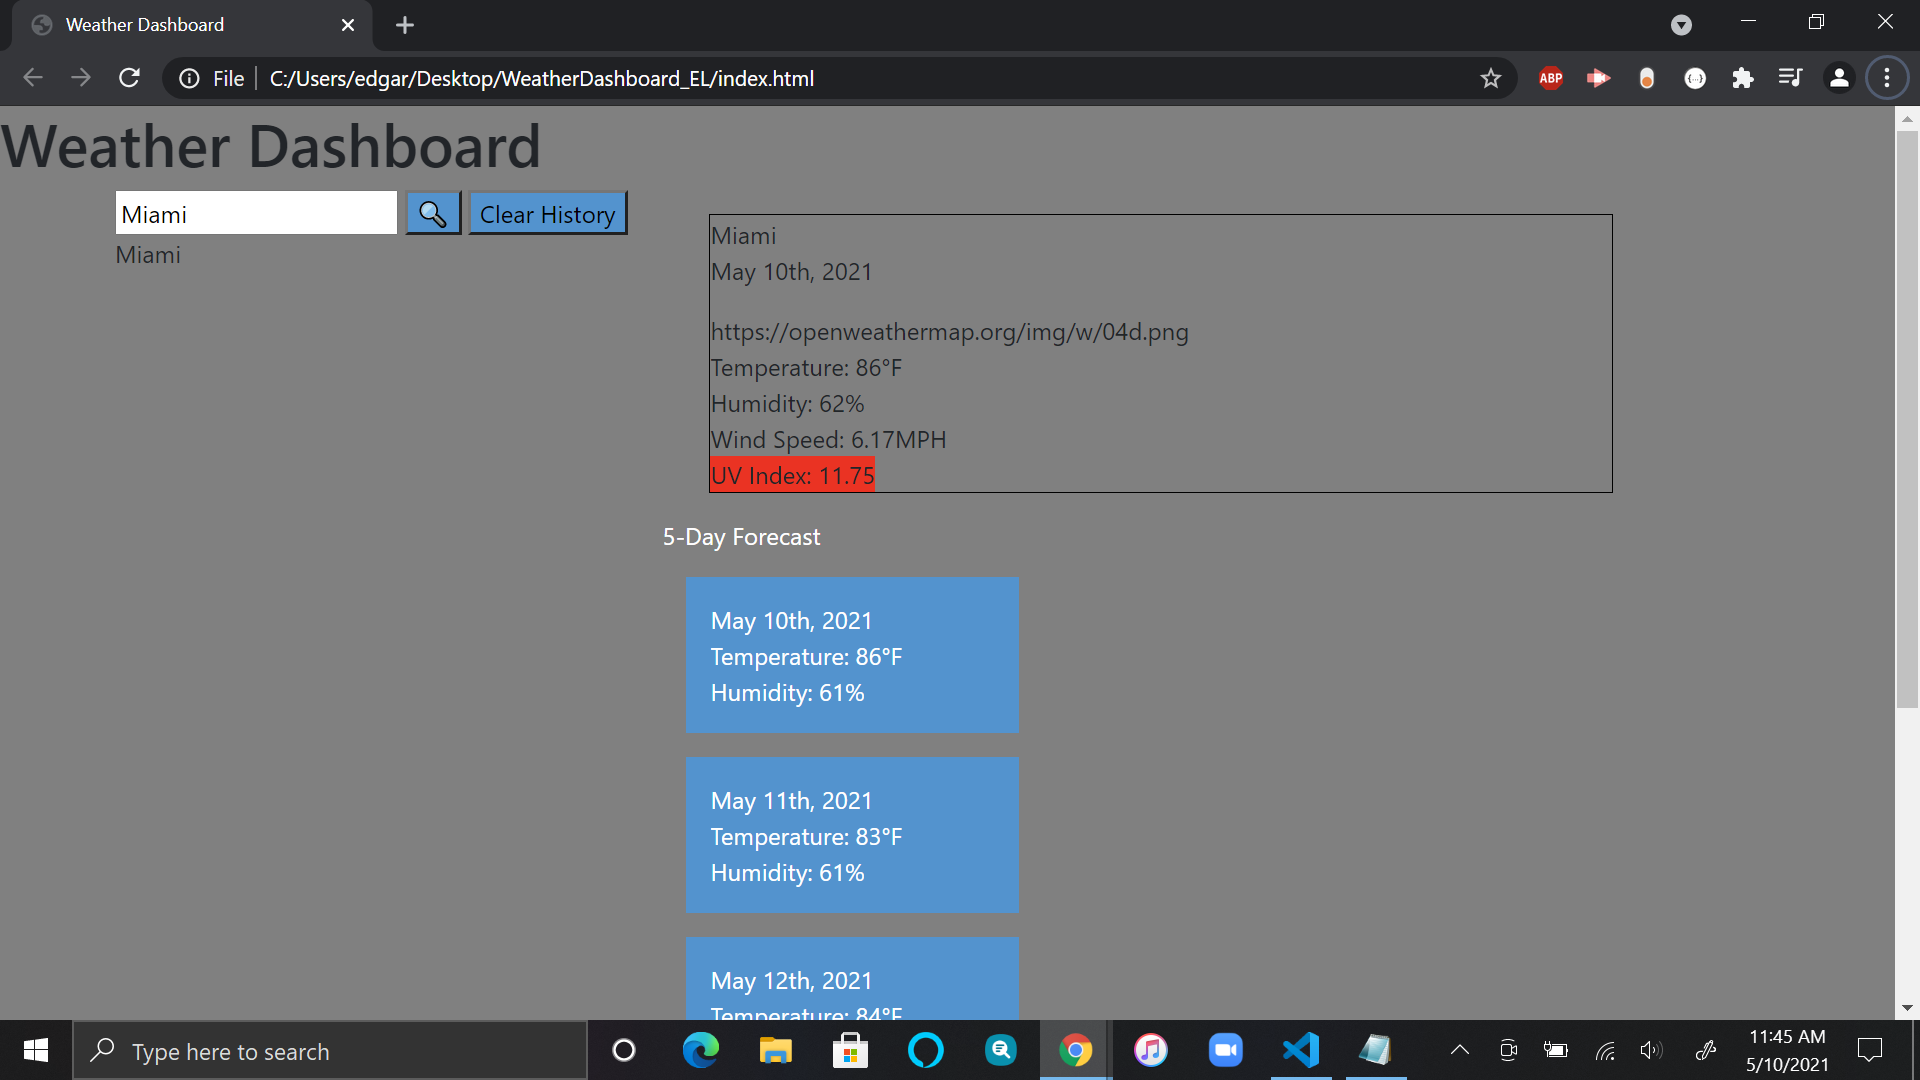 Weather Dashboard
File
C:/Users/edgar/Desktop/WeatherDashboard_EL/index.html
ABP
Weather Dashboard
Miami
Clear History
Miami
Miami
May 10th, 2021
https://openweathermap.org/img/w/04d.png
Temperature: 86°F
Humidity: 62%
Wind Speed: 6.17MPH
UV Index: 11.75
5-Day Forecast
May 10th, 2021
Temperature: 86°F
Humidity: 61%
May 11th, 2021
Temperature: 83°F
Humidity: 61%
May 12th, 2021
Temperature: 84°F
Type here to search
11:45 AM
5/10/2021